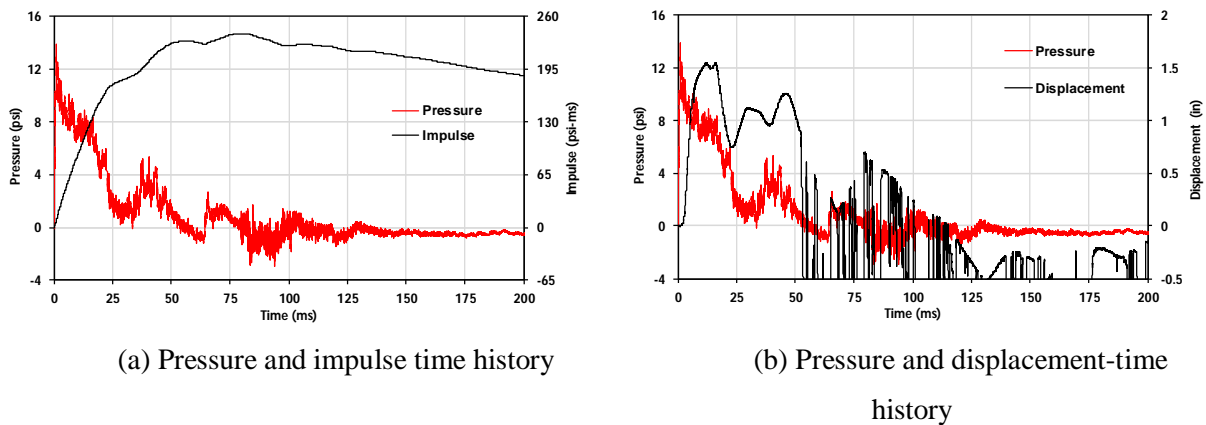 16
12
8
4
0
-4
Pressure (psi)
260
195
130
65
0
-65
Impulse (psi-ms)
Pressure
Impulse
0 25 50 75 100 125 150 175 200
Time (ms)
(a) Pressure and impulse time history
16
12
8
4
0
-4
Pressure (psi)
2
1.5
1
0.5
0
-0.5
Displacement (in)
Pressure
Displacement
0 25 50 75 100 125 150 175 200
Time (ms)
(b) Pressure and displacement-time
history